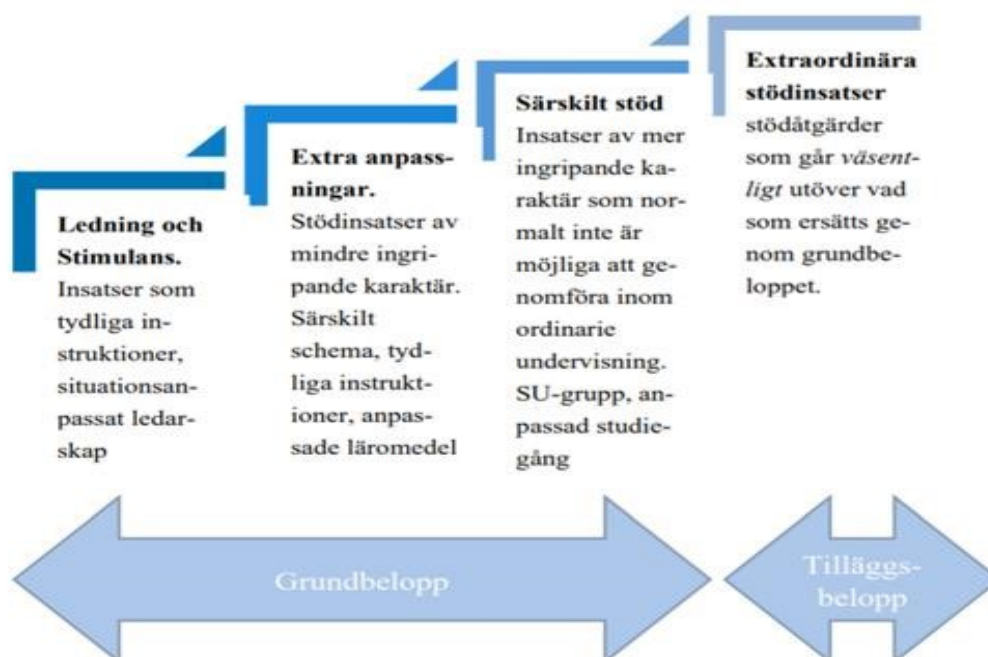 Ledning och
Stimulans.
Insatser som
tydliga in-
struktioner,
situationsan-
passat ledar-
skap
Extra anpass-
ningar.
Stödinsatser av
mindre ingri-
pande karaktär.
Särskilt
schema, tyd-
liga instrukt-
ioner, anpas-
sade läromedel
Särskilt stöd
Insatser av mer
ingripande ka-
raktär som nor-
malt inte är
möjliga att ge-
nomföra inom
ordinarie
undervisning.
SU-grupp, an-
passad studie-
gång
Extraordinära
stödinsatser
stödåtgärder
som går väsent-
ligt utöver vad
som ersätts ge-
nom grundbe-
loppet.
Grundbelopp
Tilläggs-
belopp